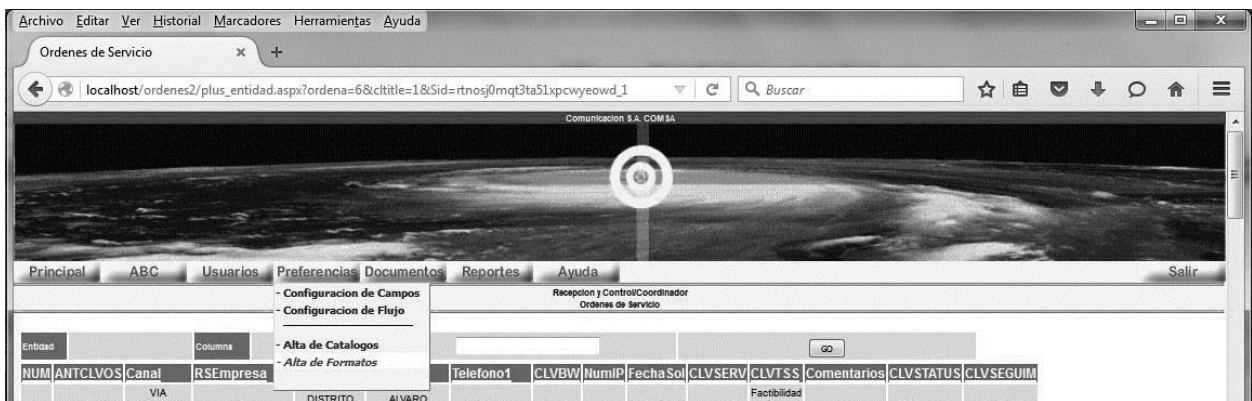 Archivo Editar Ver Historial Marcadores Herramientas Ayuda
Ordenes de Servicio
localhost/ordenes2/plus_entidad.aspx?ordena=6&cltitle=1&Sid=rtnosj0mqt3ta51xpcwyeowd_1 Buscar
Comunicacion S.A. COMSA
Principal ABC Usuarios Preferencias Documentos Reportes Ayuda Salir
- Configuracion de Campos
- Configuracion de Flujo
- Alta de Catalogos
- Alta de Formatos
Recepcion y Control/Coordinador
Ordenes de Servicio
Entidad Columna GO
NUM ANTCLVOS Canal RSEmpresa Telefono1 CLVBW NumIP FechaSol CLVSERV CLVTSS Comentarios CLVSTATUS CLVSEGUIM
VIA DISTRITO ALVARO Factibilidad